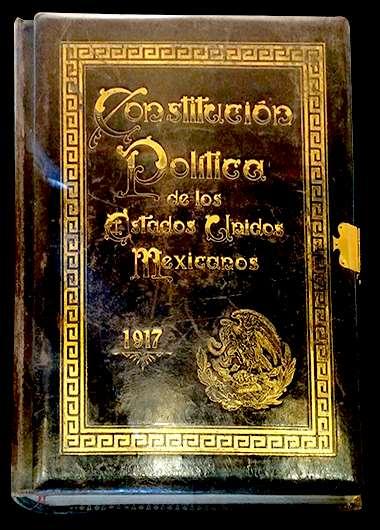 Constitución
Política
de los
Estados Unidos
Mexicanos
1917